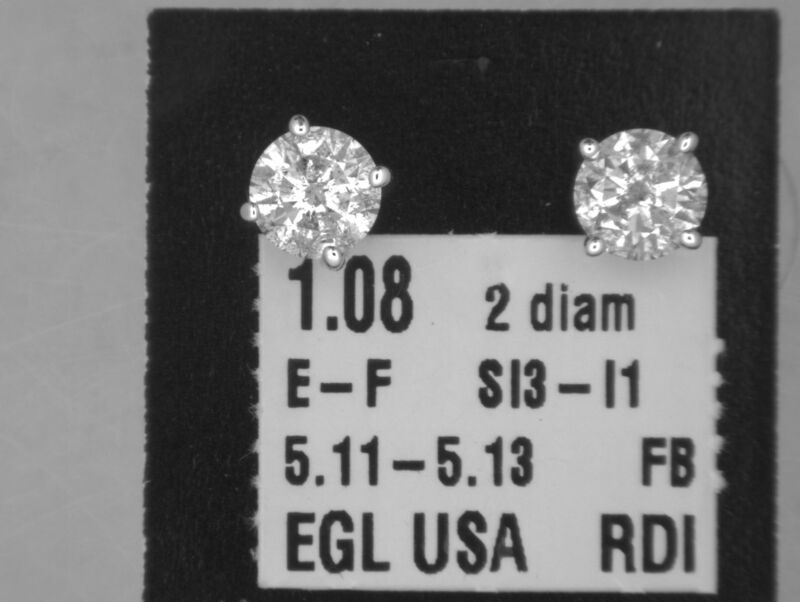 1.08 2 diam
E-F SI3-I1
5.11-5.13 FB
EGL USA RDI